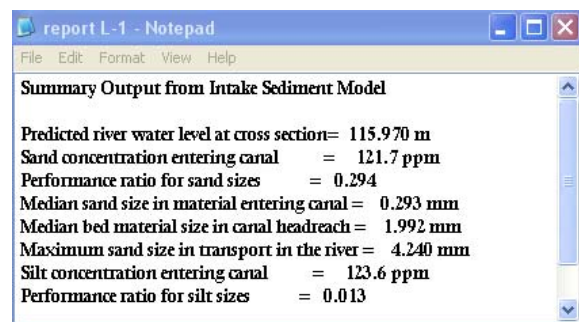 report L-1 - Notepad
File Edit Format View Help
Summary Output from Intake Sediment Model
Predicted river water level at cross section= 115.970 m
Sand concentration entering canal = 121.7 ppm
Performance ratio for sand sizes = 0.294
Median sand size in material entering canal = 0.293 mm
Median bed material size in canal headreach = 1.992 mm
Maximum sand size in transport in the river = 4.240 mm
Silt concentration entering canal = 123.6 ppm
Performance ratio for silt sizes = 0.013